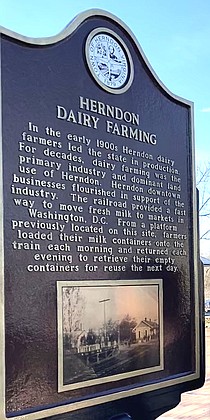 HERNDON
DAIRY FARMING
In the early 1900s Herndon dairy
farmers led the state in production.
For decades, dairy farming was the
primary industry and dominant land
use of Herndon. Herndon downtown
businesses flourished in support of the
industry. The railroad provided a fast
way to move fresh milk to markets in
Washington, D.C. From a platform
previously located on this site, farmers
loaded their milk containers onto the
train each morning and returned each
evening to retrieve their empty
containers for reuse the next day.